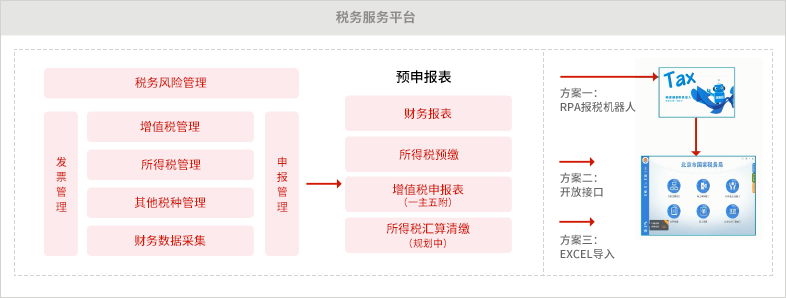 税务服务平台
税务风险管理
发票管理
增值税管理
所得税管理
其他税种管理
财务数据采集
申报管理
预申报表
财务报表
所得税预缴
增值税申报表
(一主五附)
所得税汇算清缴
(规划中)
方案一:
RPA报税机器人
方案二:
开放接口
方案三:
EXCEL导入
Tax
北京市国家税务局